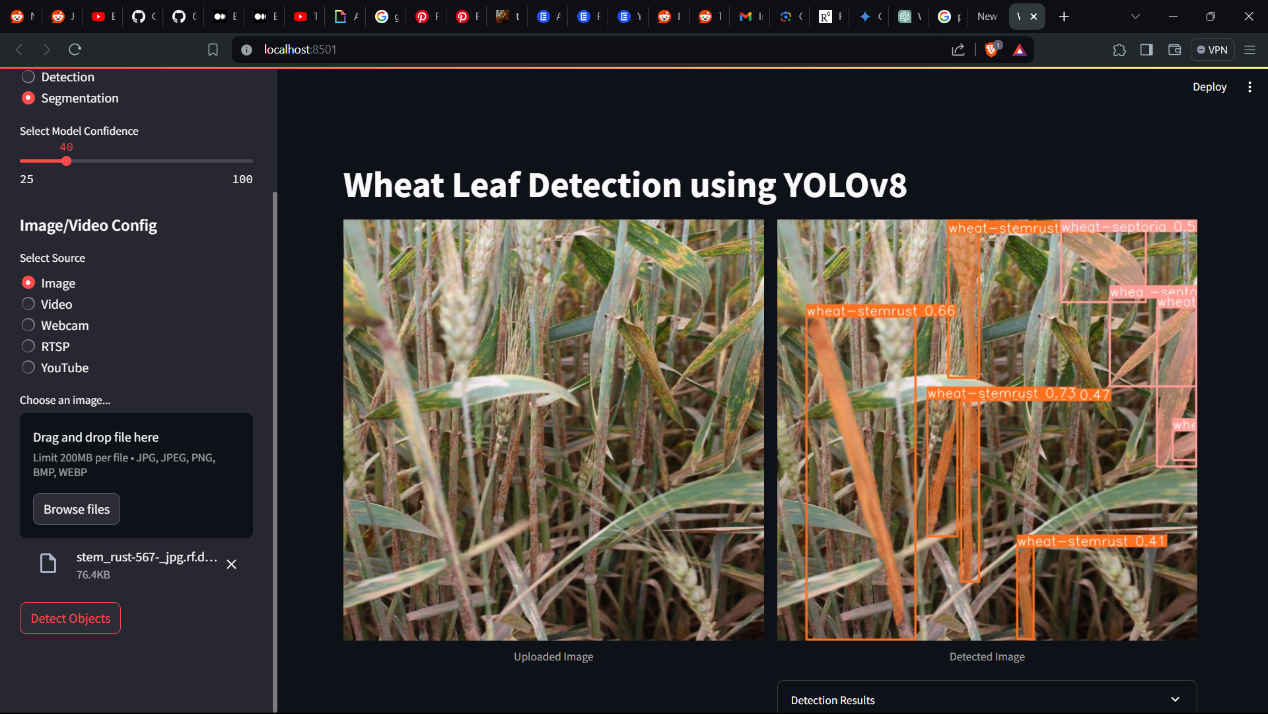 New
localhost:8501
1
VPN
Detection
Segmentation
Select Model Confidence
40
25
100
Image/Video Config
Select Source
Image
Video
Webcam
RTSP
YouTube
Choose an image...
Drag and drop file here
Limit 200MB per file • JPG, JPEG, PNG,
BMP, WEBP
Browse files
stem_rust-567-_jpg.rf.d...
76.4KB
Detect Objects
Deploy
Wheat Leaf Detection using YOLOv8
wheat-stemrust
wheat-septoria 0.5
wheat-stemrust 0.66
wheat-stemrust 0.73
0.47
wheat-stemrust 0.41
Uploaded Image
Detected Image
Detection Results